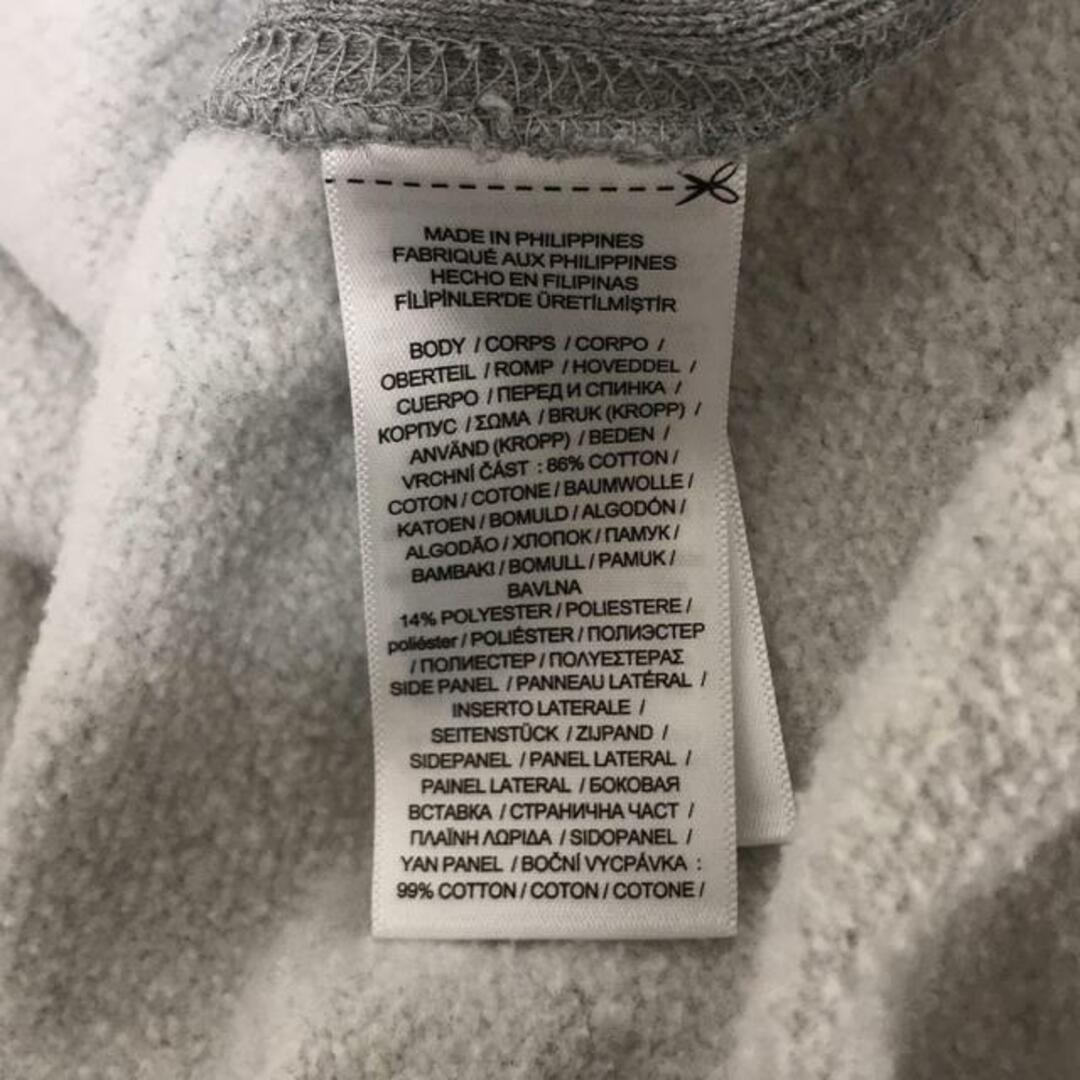 MADE IN PHILIPPINES
FABRIQUÉ AUX PHILIPPINES
HECHO EN FILIPINAS
FİLİPİNLER'DE ÜRETİLMİŞTİR
BODY / CORPS / CORPO /
OBERTEIL / ROMP / HOVEDDEL /
CUERPO / ПЕРЕД И СПИНКА /
КОРПУС / ΣΩΜΑ / BRUK (KROPP) /
ANVÄND (KROPP) / BEDEN /
VRCHNÍ ČÁST : 86% COTTON /
COTON / COTONE / BAUMWOLLE /
KATOEN / BOMULD / ALGODÓN /
ALGODÃO / ХЛОПОК / ПАМУК /
BAMBAKI / BOMULL / PAMUK /
BAVLNA
14% POLYESTER / POLIESTERE /
poliéster / POLIÉSTER / ПОЛИЭСТЕР
/ ПОЛИЕСТЕР / ΠΟΛΥΕΣΤΕΡΑΣ
SIDE PANEL / PANNEAU LATÉRAL /
INSERTO LATERALE /
SEITENSTÜCK / ZIJPAND /
SIDEPANEL / PANEL LATERAL /
PAINEL LATERAL / БОКОВАЯ
ВСТАВКА / СТРАНИЧНА ЧАСТ /
ΠΛΑΪΝΗ ΛΩΡΙΔΑ / SIDOPANEL /
YAN PANEL / BOČNÍ VYCPÁVKA :
99% COTTON / COTON / COTONE /